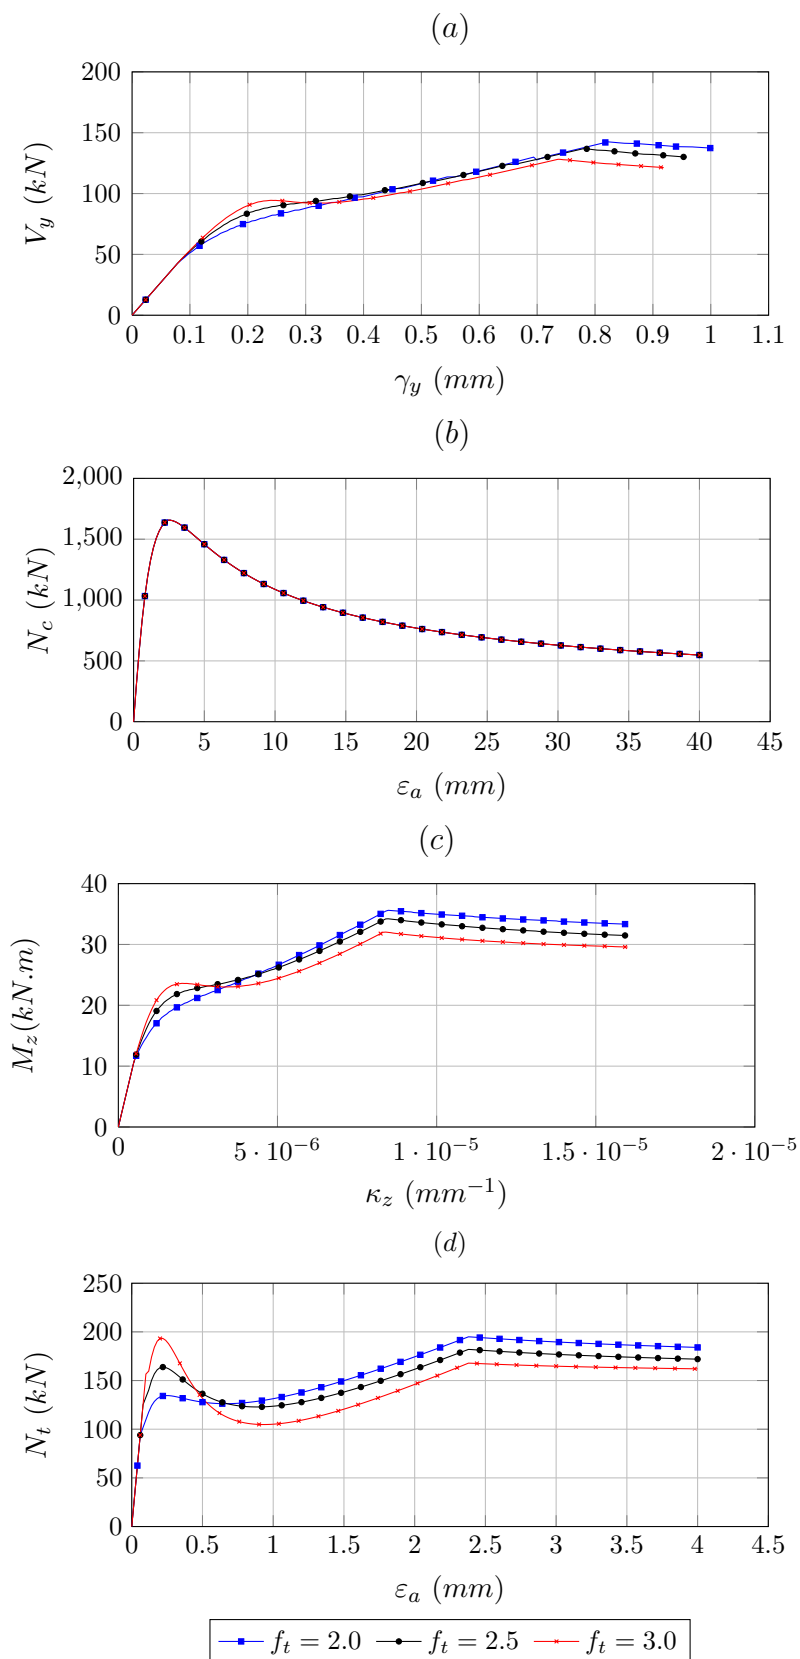 (a)
200
150
100
50
0
V_y (kN)
0 0.1 0.2 0.3 0.4 0.5 0.6 0.7 0.8 0.9 1 1.1
γ_y (mm)
(b)
2,000
1,500
1,000
500
0
N_c (kN)
0 5 10 15 20 25 30 35 40 45
ε_a (mm)
(c)
40
30
20
10
0
M_z(kN.m)
0 5 · 10⁻⁶ 1 · 10⁻⁵ 1.5 · 10⁻⁵ 2 · 10⁻⁵
κ_z (mm⁻¹)
(d)
250
200
150
100
50
0
N_t (kN)
0 0.5 1 1.5 2 2.5 3 3.5 4 4.5
ε_a (mm)
f_t = 2.0 f_t = 2.5 f_t = 3.0